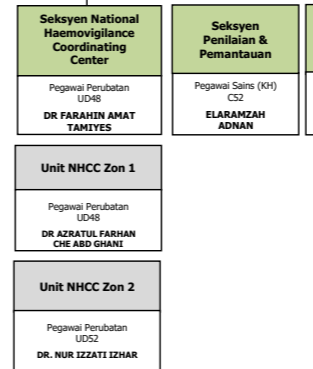 Seksyen National
Haemovigilance
Coordinating
Center
Pegawai Perubatan
UD48
DR FARAHIN AMAT
TAMIYES
Seksyen
Penilaian &
Pemantauan
Pegawai Sains (KH)
C52
ELARAMZAH
ADNAN
Unit NHCC Zon 1
Pegawai Perubatan
UD48
DR AZRATUL FARHAN
CHE ABD GHANI
Unit NHCC Zon 2
Pegawai Perubatan
UD52
DR. NUR IZZATI IZHAR